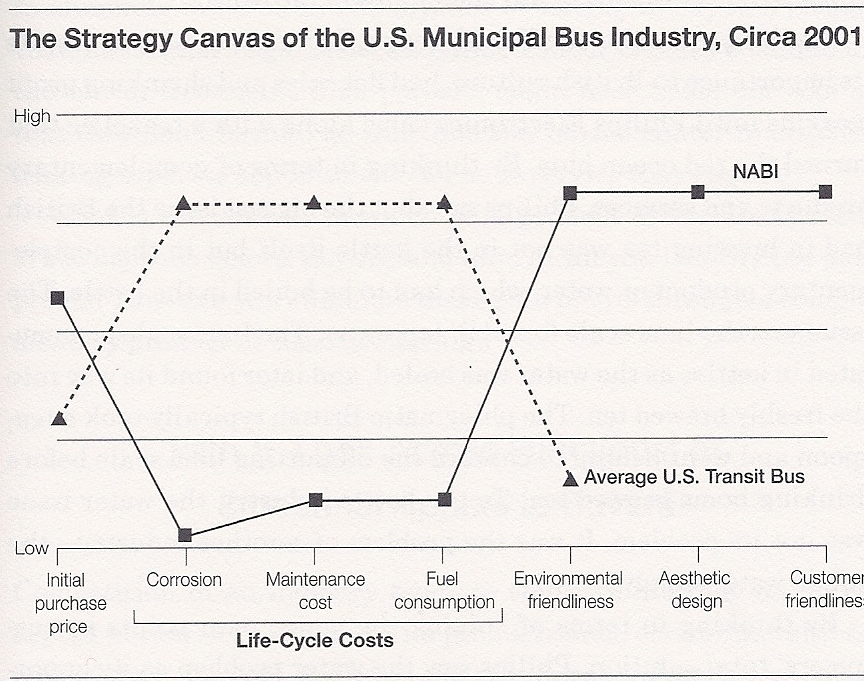 The Strategy Canvas of the U.S. Municipal Bus Industry, Circa 2001
High
NABI
Average U.S. Transit Bus
Low
Initial
purchase
price
Corrosion
Maintenance
cost
Fuel
consumption
Environmental
friendliness
Aesthetic
design
Customer
friendlines
Life-Cycle Costs